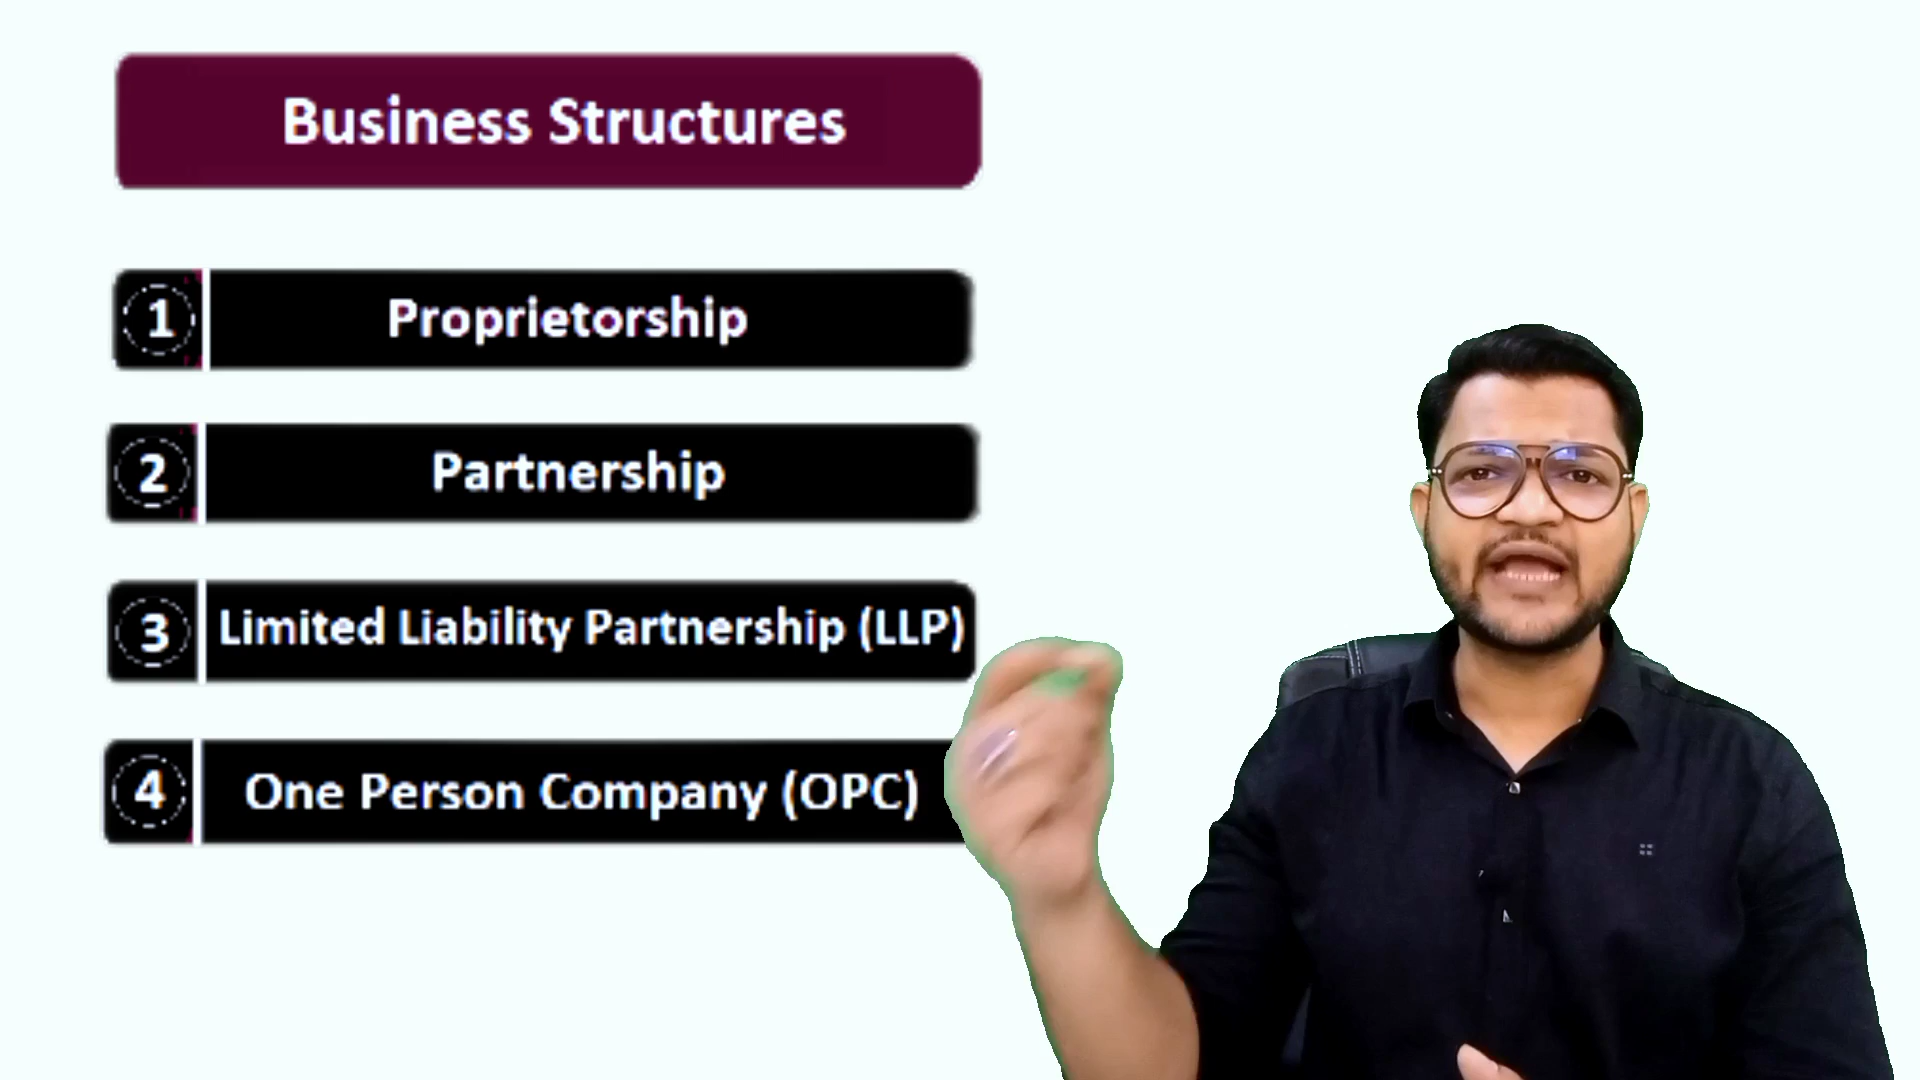 Business Structures
1 Proprietorship
2 Partnership
3 Limited Liability Partnership (LLP)
4 One Person Company (OPC)